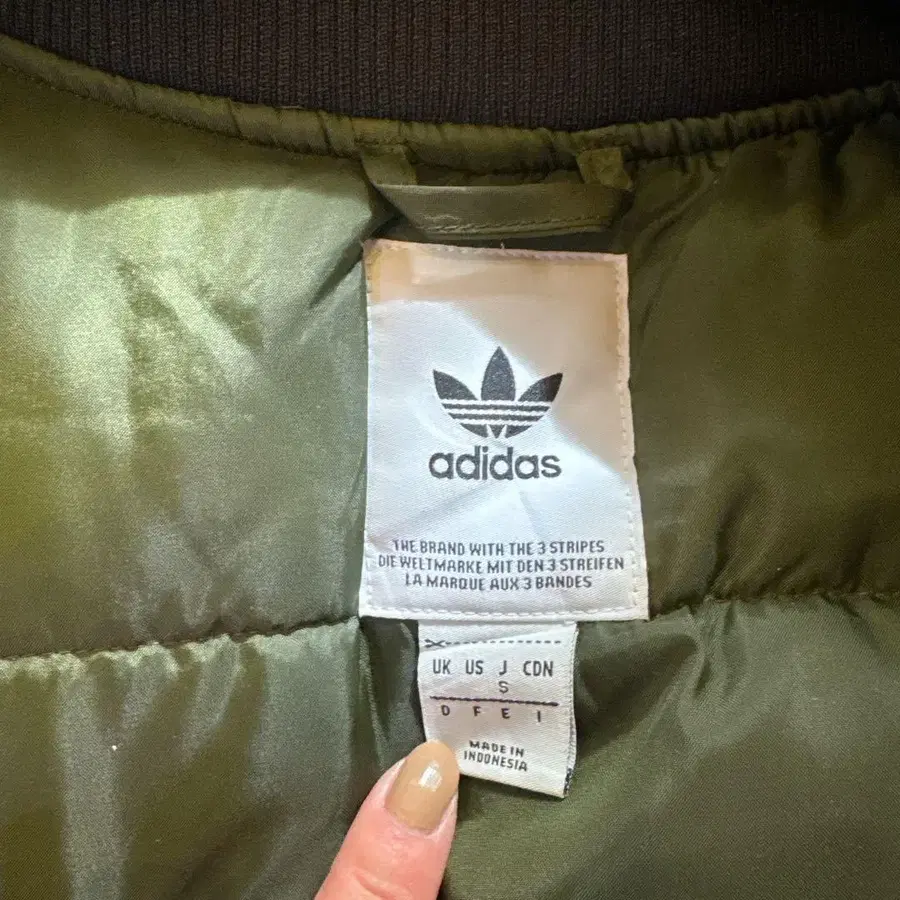 adidas
THE BRAND WITH THE 3 STRIPES
DIE WELTMARKE MIT DEN 3 STREIFEN
LA MARQUE AUX 3 BANDES
UK US J CDN
S
D F E I
MADE IN
INDONESIA